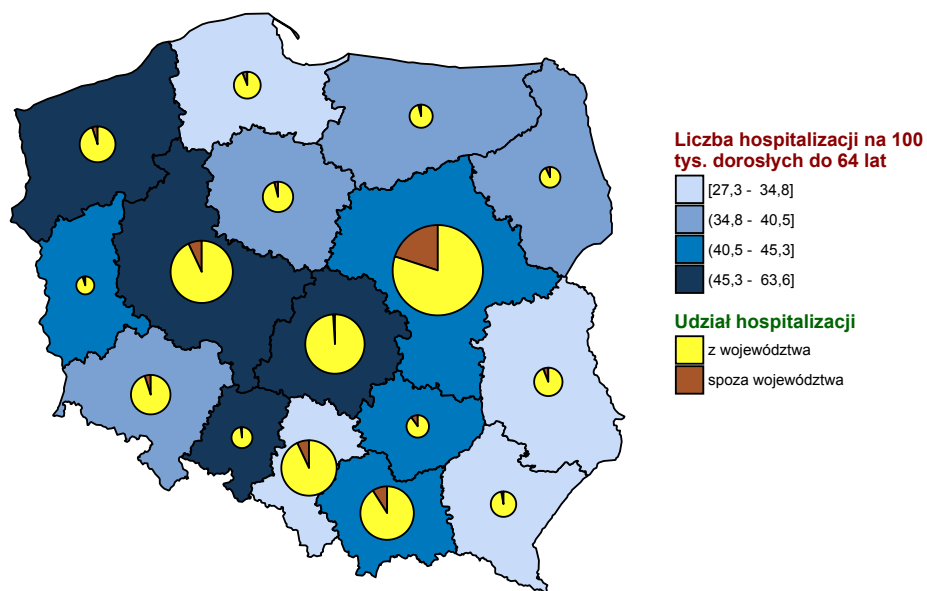 Liczba hospitalizacji na 100
tys. dorosłych do 64 lat
[27,3 - 34,8]
(34,8 - 40,5]
(40,5 - 45,3]
(45,3 - 63,6]
Udział hospitalizacji
z województwa
spoza województwa